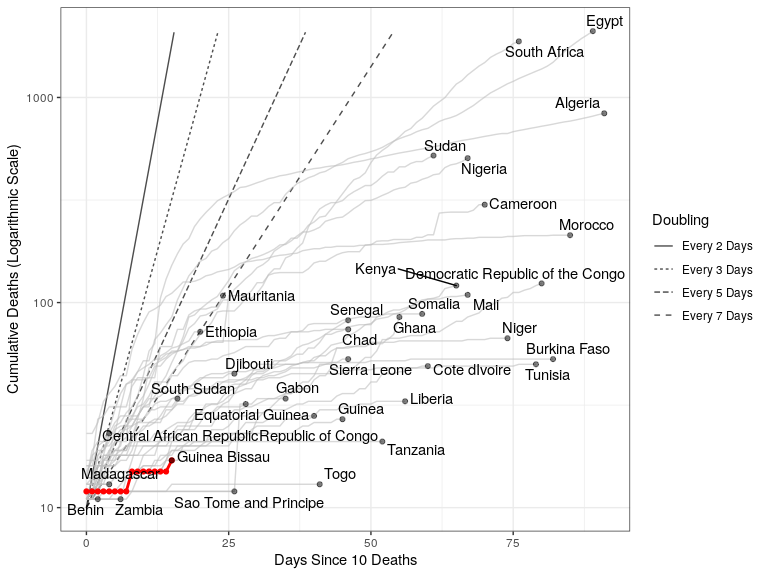 Egypt
South Africa
Algeria
Sudan
Nigeria
Cameroon
Morocco
Kenya
Democratic Republic of the Congo
Mauritania
Somalia
Mali
Senegal
Ghana
Ethiopia
Chad
Niger
Burkina Faso
Djibouti
Sierra Leone
Cote dIvoire
Tunisia
South Sudan
Gabon
Liberia
Equatorial Guinea
Guinea
Central African Republic
Republic of Congo
Tanzania
Guinea Bissau
Madagascar
Togo
Sao Tome and Principe
Benin
Zambia
1000
100
10
0
25
50
75
Days Since 10 Deaths
Cumulative Deaths (Logarithmic Scale)
Doubling
Every 2 Days
Every 3 Days
Every 5 Days
Every 7 Days